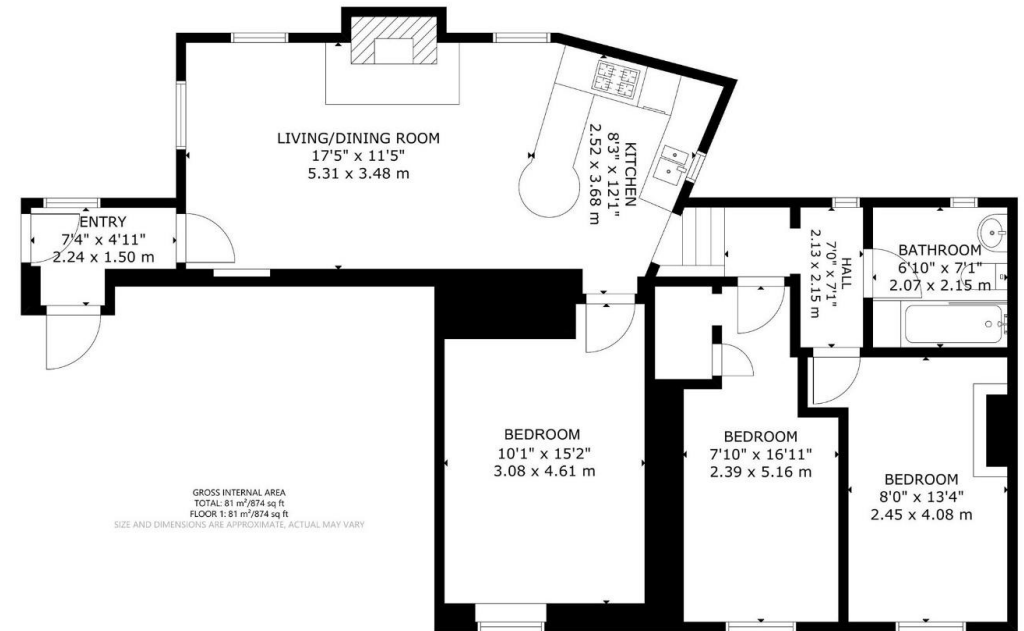 LIVING/DINING ROOM
17'5" x 11'5"
5.31 x 3.48 m
KITCHEN
8'3" x 12'1"
2.52 x 3.68 m
ENTRY
7'4" x 4'11"
2.24 x 1.50 m
HALL
7'0" x 7'1"
2.13 x 2.15 m
BATHROOM
6'10" x 7'1"
2.07 x 2.15 m
BEDROOM
10'1" x 15'2"
3.08 x 4.61 m
BEDROOM
7'10" x 16'11"
2.39 x 5.16 m
BEDROOM
8'0" x 13'4"
2.45 x 4.08 m
GROSS INTERNAL AREA
TOTAL: 81 m²/874 sq ft
FLOOR 1: 81 m²/874 sq ft
SIZE AND DIMENSIONS ARE APPROXIMATE, ACTUAL MAY VARY